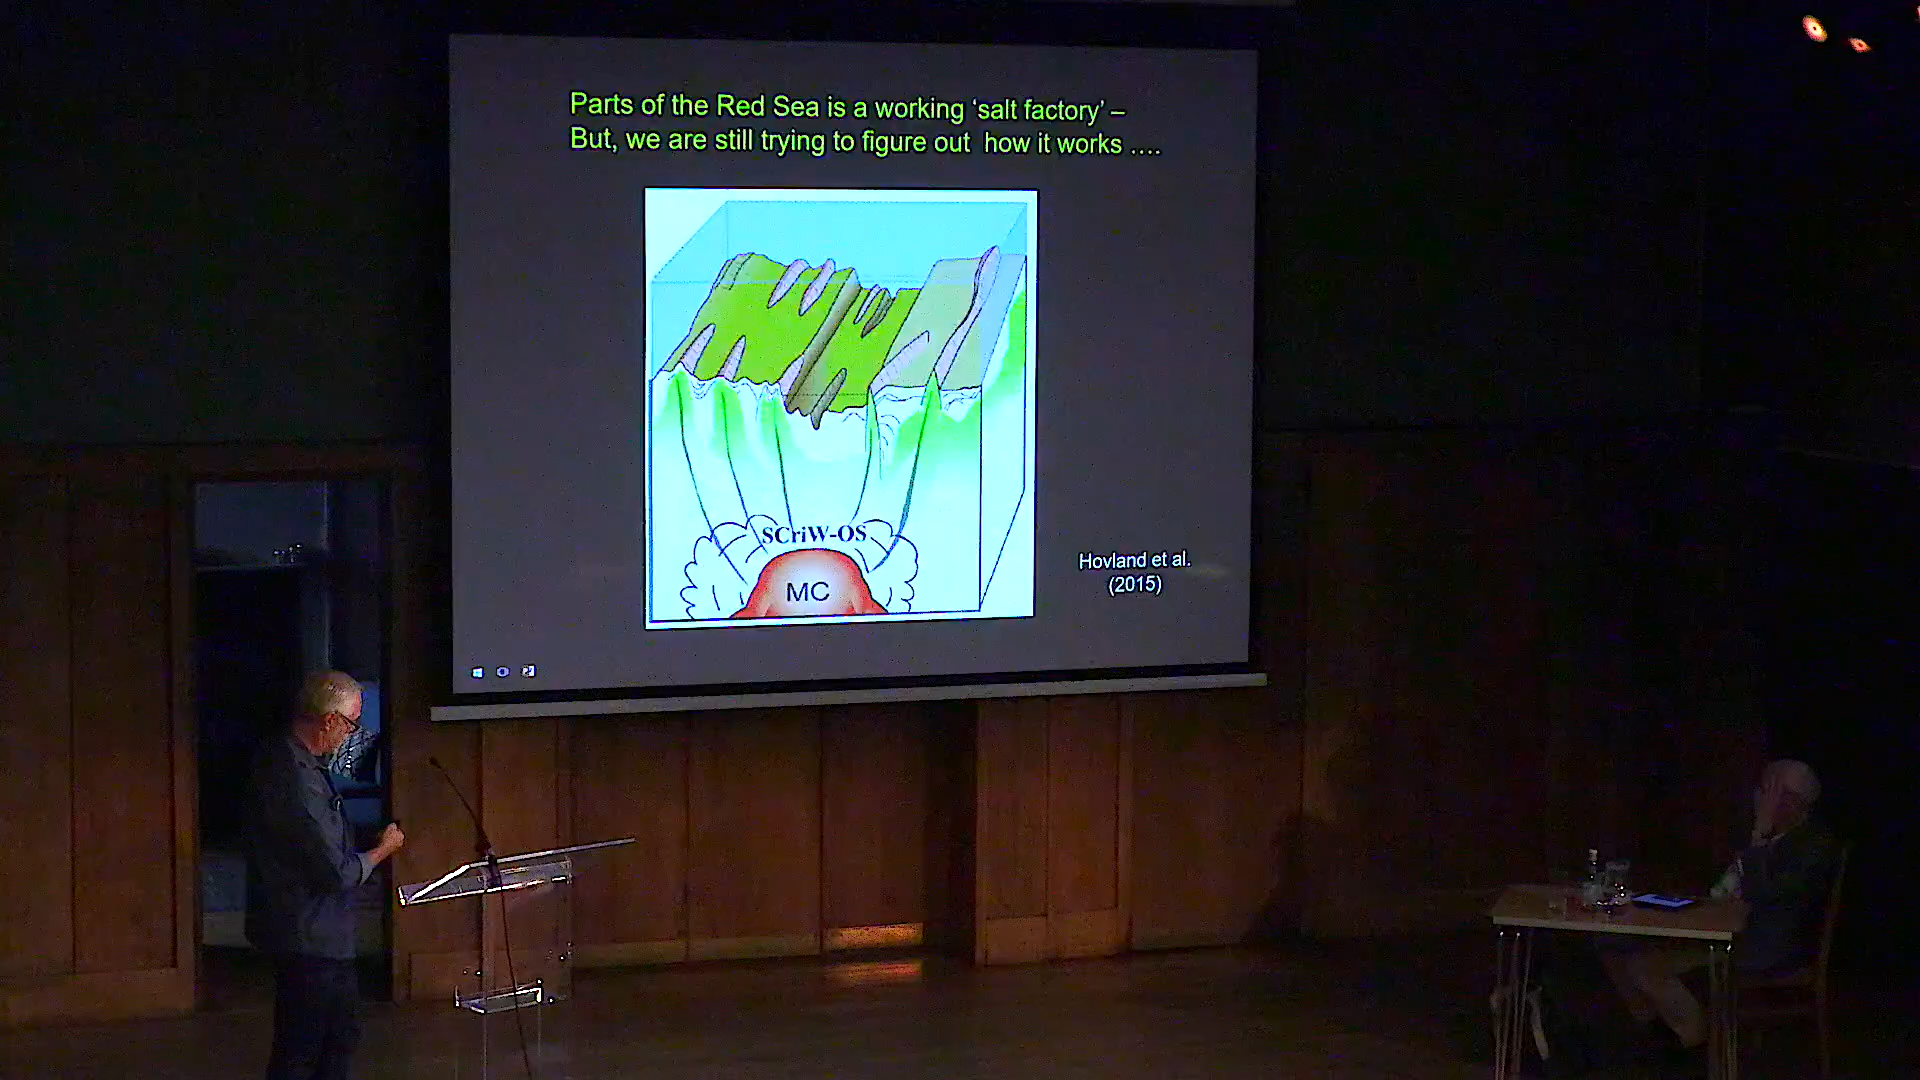 Parts of the Red Sea is a working ‘salt factory’ –
But, we are still trying to figure out how it works ....
SCriW-OS
MC
Hovland et al.
(2015)